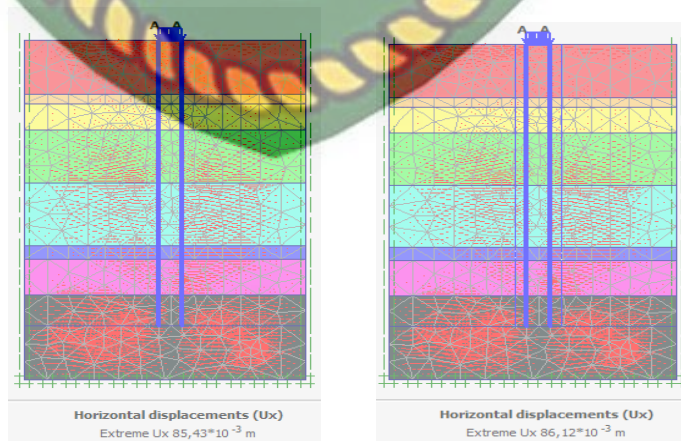 A A
A A
Horizontal displacements (Ux)
Extreme Ux 85,43*10 -3 m
Horizontal displacements (Ux)
Extreme Ux 86,12*10 -3 m